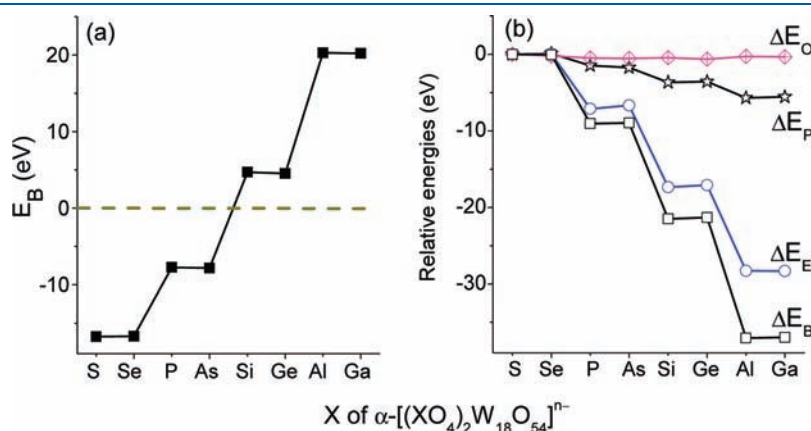 (a)
20
10
0
-10
E_B (eV)
S Se P As Si Ge Al Ga
(b)
0
-10
-20
-30
Relative energies (eV)
ΔE_O
ΔE_P
ΔE_E
ΔE_B
S Se P As Si Ge Al Ga
X of α-[(XO₄)₂W₁₈O₅₄]ⁿ⁻